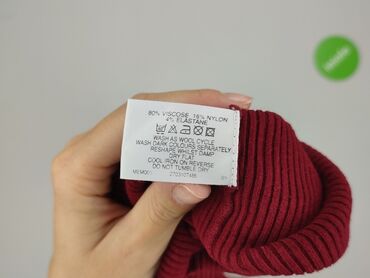 80% VISCOSE 16% NYLON
4% ELASTANE
WASH AS WOOL CYCLE
WASH DARK COLOURS SEPARATELY
RESHAPE WHILST DAMP
DRY FLAT
COOL IRON ON REVERSE
DO NOT TUMBLE DRY
2703107486